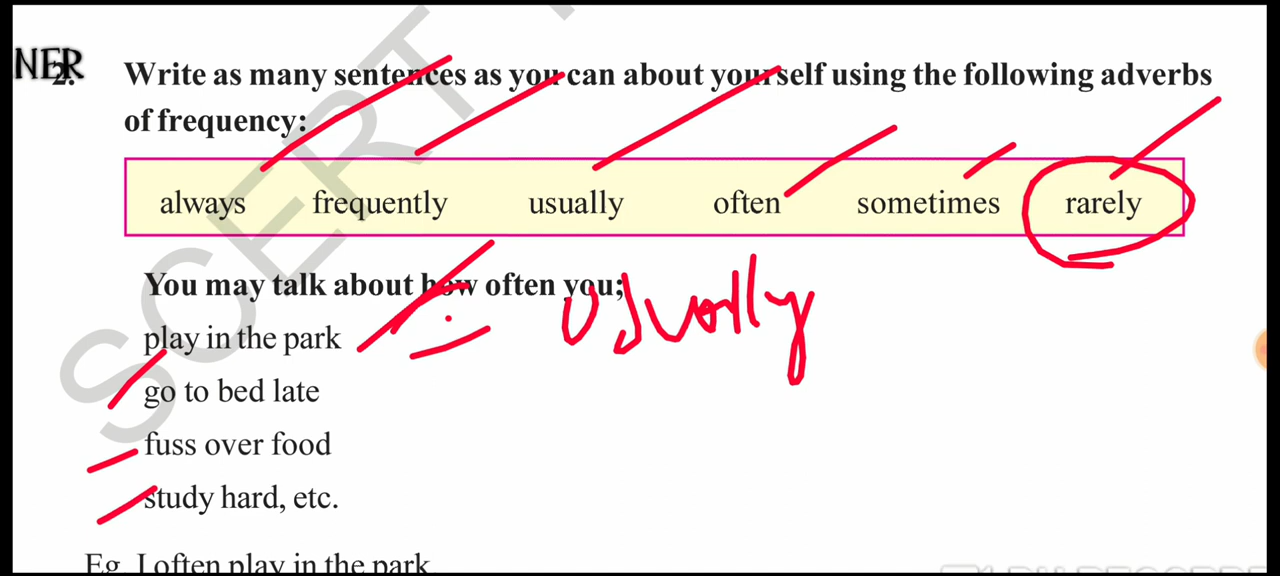 NER
2. Write as many sentences as you can about yourself using the following adverbs
of frequency:
always frequently usually often sometimes rarely
You may talk about how often you;
play in the park
usually
go to bed late
fuss over food
study hard, etc.
Eg. I often play in the park
SCERT